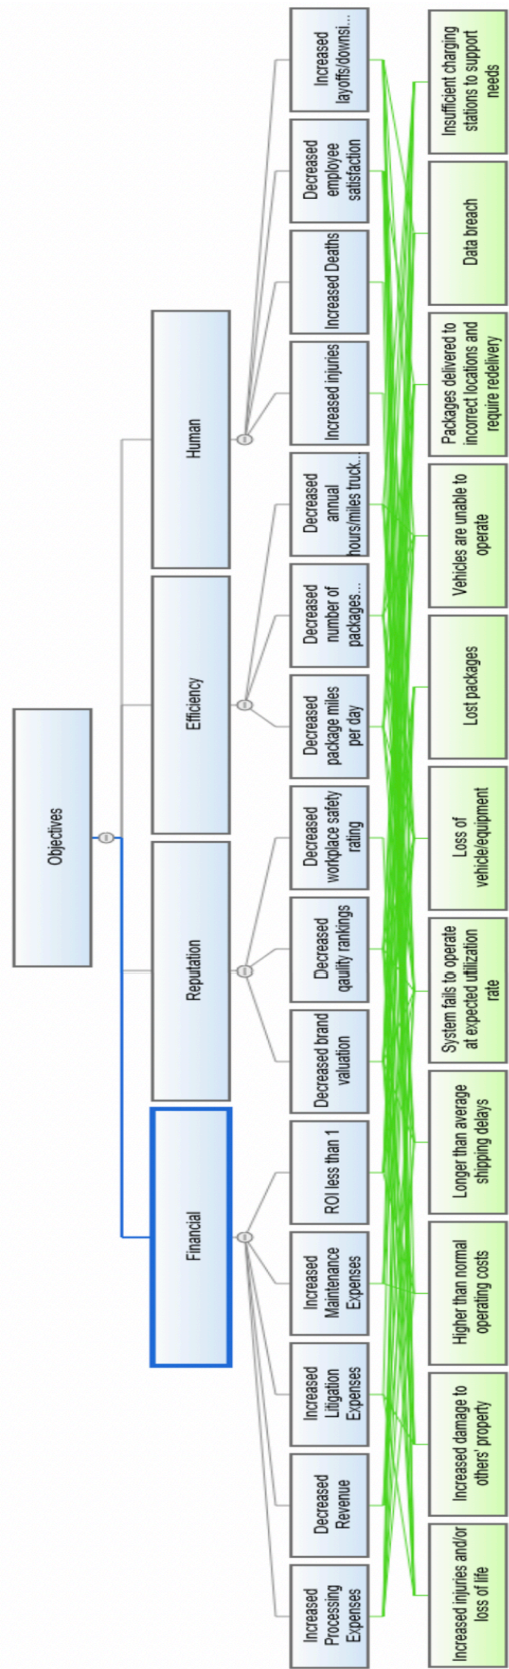 Objectives
Financial
Reputation
Efficiency
Human
Increased
Processing
Expenses
Decreased
Revenue
Increased
Litigation
Expenses
Increased
Maintenance
Expenses
ROI less than 1
Decreased brand
valuation
Decreased
qaulity rankings
Decreased
workplace safety
rating
Decreased
package miles
per day
Decreased
number of
packages...
Decreased
annual
hours/miles truck...
Increased injuries
Increased Deaths
Decreased
employee
satisfaction
Increased
layoffs/downsi...
Increased injuries and/or
loss of life
Increased damage to
others' property
Higher than normal
operating costs
Longer than average
shipping delays
System fails to operate
at expected utilization
rate
Loss of
vehicle/equipment
Lost packages
Vehicles are unable to
operate
Packages delivered to
incorrect locations and
require redelivery
Data breach
Insufficient charging
stations to support
needs